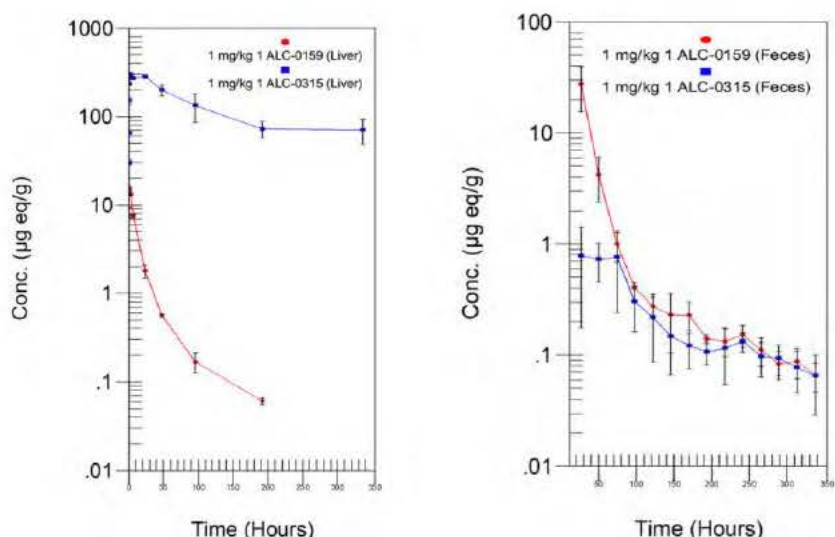 1000
100
10
1
.1
.01
Conc. (µg eq/g)
1 mg/kg 1 ALC-0159 (Liver)
1 mg/kg 1 ALC-0315 (Liver)
0 50 100 150 200 250 300 350
Time (Hours)
100
10
1
0.1
0.01
Conc. (µg eq/g)
1 mg/kg 1 ALC-0159 (Feces)
1 mg/kg 1 ALC-0315 (Feces)
50 100 150 200 250 300 350
Time (Hours)